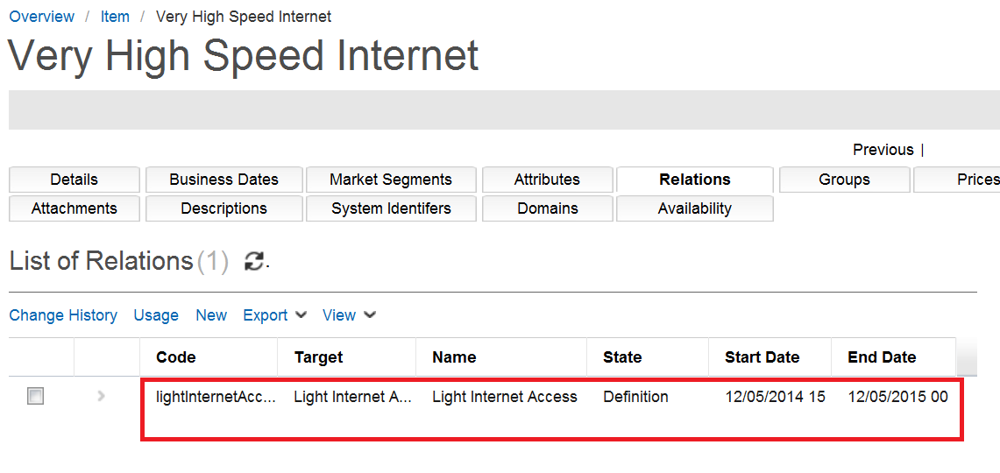 Overview / Item / Very High Speed Internet
Very High Speed Internet
Previous |
Details Business Dates Market Segments Attributes Relations Groups Prices
Attachments Descriptions System Identifers Domains Availability
List of Relations (1) .
Change History Usage New Export View
Code Target Name State Start Date End Date
lightInternetAcc... Light Internet A... Light Internet Access Definition 12/05/2014 15 12/05/2015 00